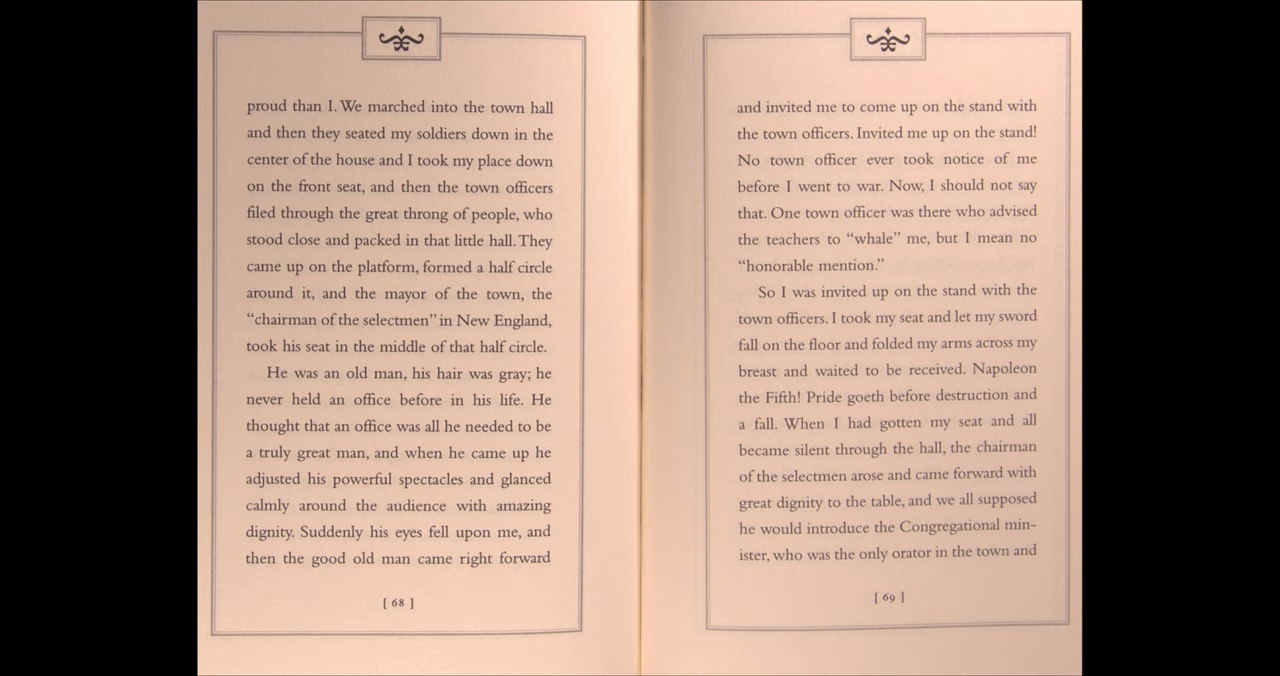 proud than I. We marched into the town hall
and then they seated my soldiers down in the
center of the house and I took my place down
on the front seat, and then the town officers
filed through the great throng of people, who
stood close and packed in that little hall. They
came up on the platform, formed a half circle
around it, and the mayor of the town, the
“chairman of the selectmen” in New England,
took his seat in the middle of that half circle.
He was an old man, his hair was gray; he
never held an office before in his life. He
thought that an office was all he needed to be
a truly great man, and when he came up he
adjusted his powerful spectacles and glanced
calmly around the audience with amazing
dignity. Suddenly his eyes fell upon me, and
then the good old man came right forward
[ 68 ]
and invited me to come up on the stand with
the town officers. Invited me up on the stand!
No town officer ever took notice of me
before I went to war. Now, I should not say
that. One town officer was there who advised
the teachers to “whale” me, but I mean no
“honorable mention.”
So I was invited up on the stand with the
town officers. I took my seat and let my sword
fall on the floor and folded my arms across my
breast and waited to be received. Napoleon
the Fifth! Pride goeth before destruction and
a fall. When I had gotten my seat and all
became silent through the hall, the chairman
of the selectmen arose and came forward with
great dignity to the table, and we all supposed
he would introduce the Congregational min-
ister, who was the only orator in the town and
[ 69 ]